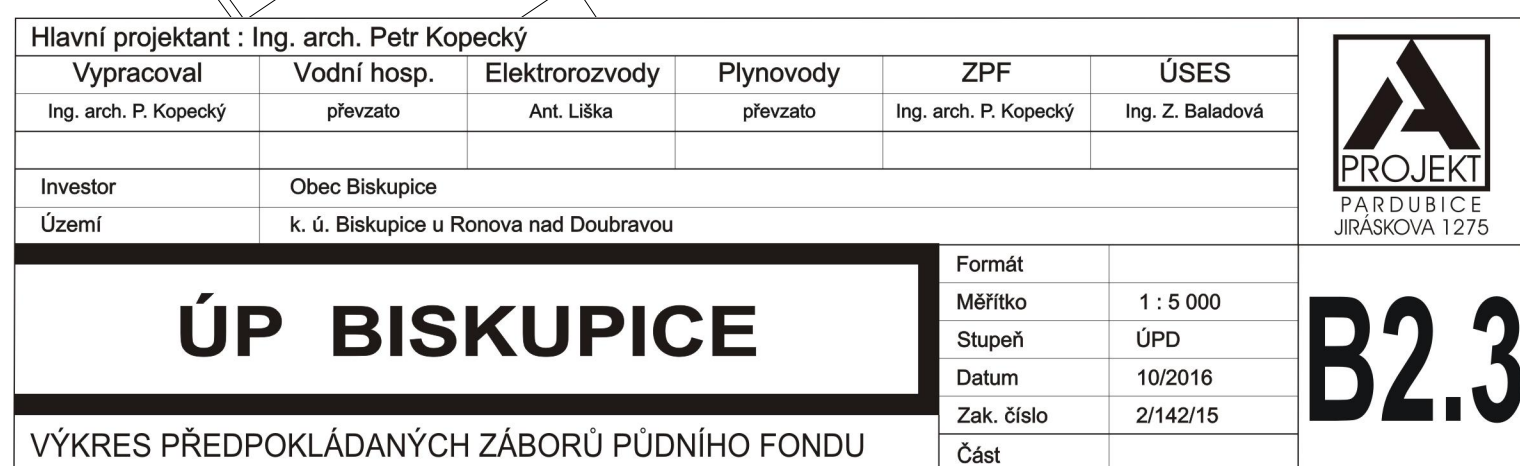 Hlavní projektant : Ing. arch. Petr Kopecký
Vypracoval Vodní hosp. Elektrorozvody Plynovody ZPF ÚSES
Ing. arch. P. Kopecký převzato Ant. Liška převzato Ing. arch. P. Kopecký Ing. Z. Baladová
Investor Obec Biskupice
Území k. ú. Biskupice u Ronova nad Doubravou
A
PROJEKT
PARDUBICE
JIRÁSKOVA 1275
ÚP BISKUPICE
VÝKRES PŘEDPOKLÁDANÝCH ZÁBORŮ PŮDNÍHO FONDU
Formát
Měřítko 1 : 5 000
Stupeň ÚPD
Datum 10/2016
Zak. číslo 2/142/15
Část
B2.3